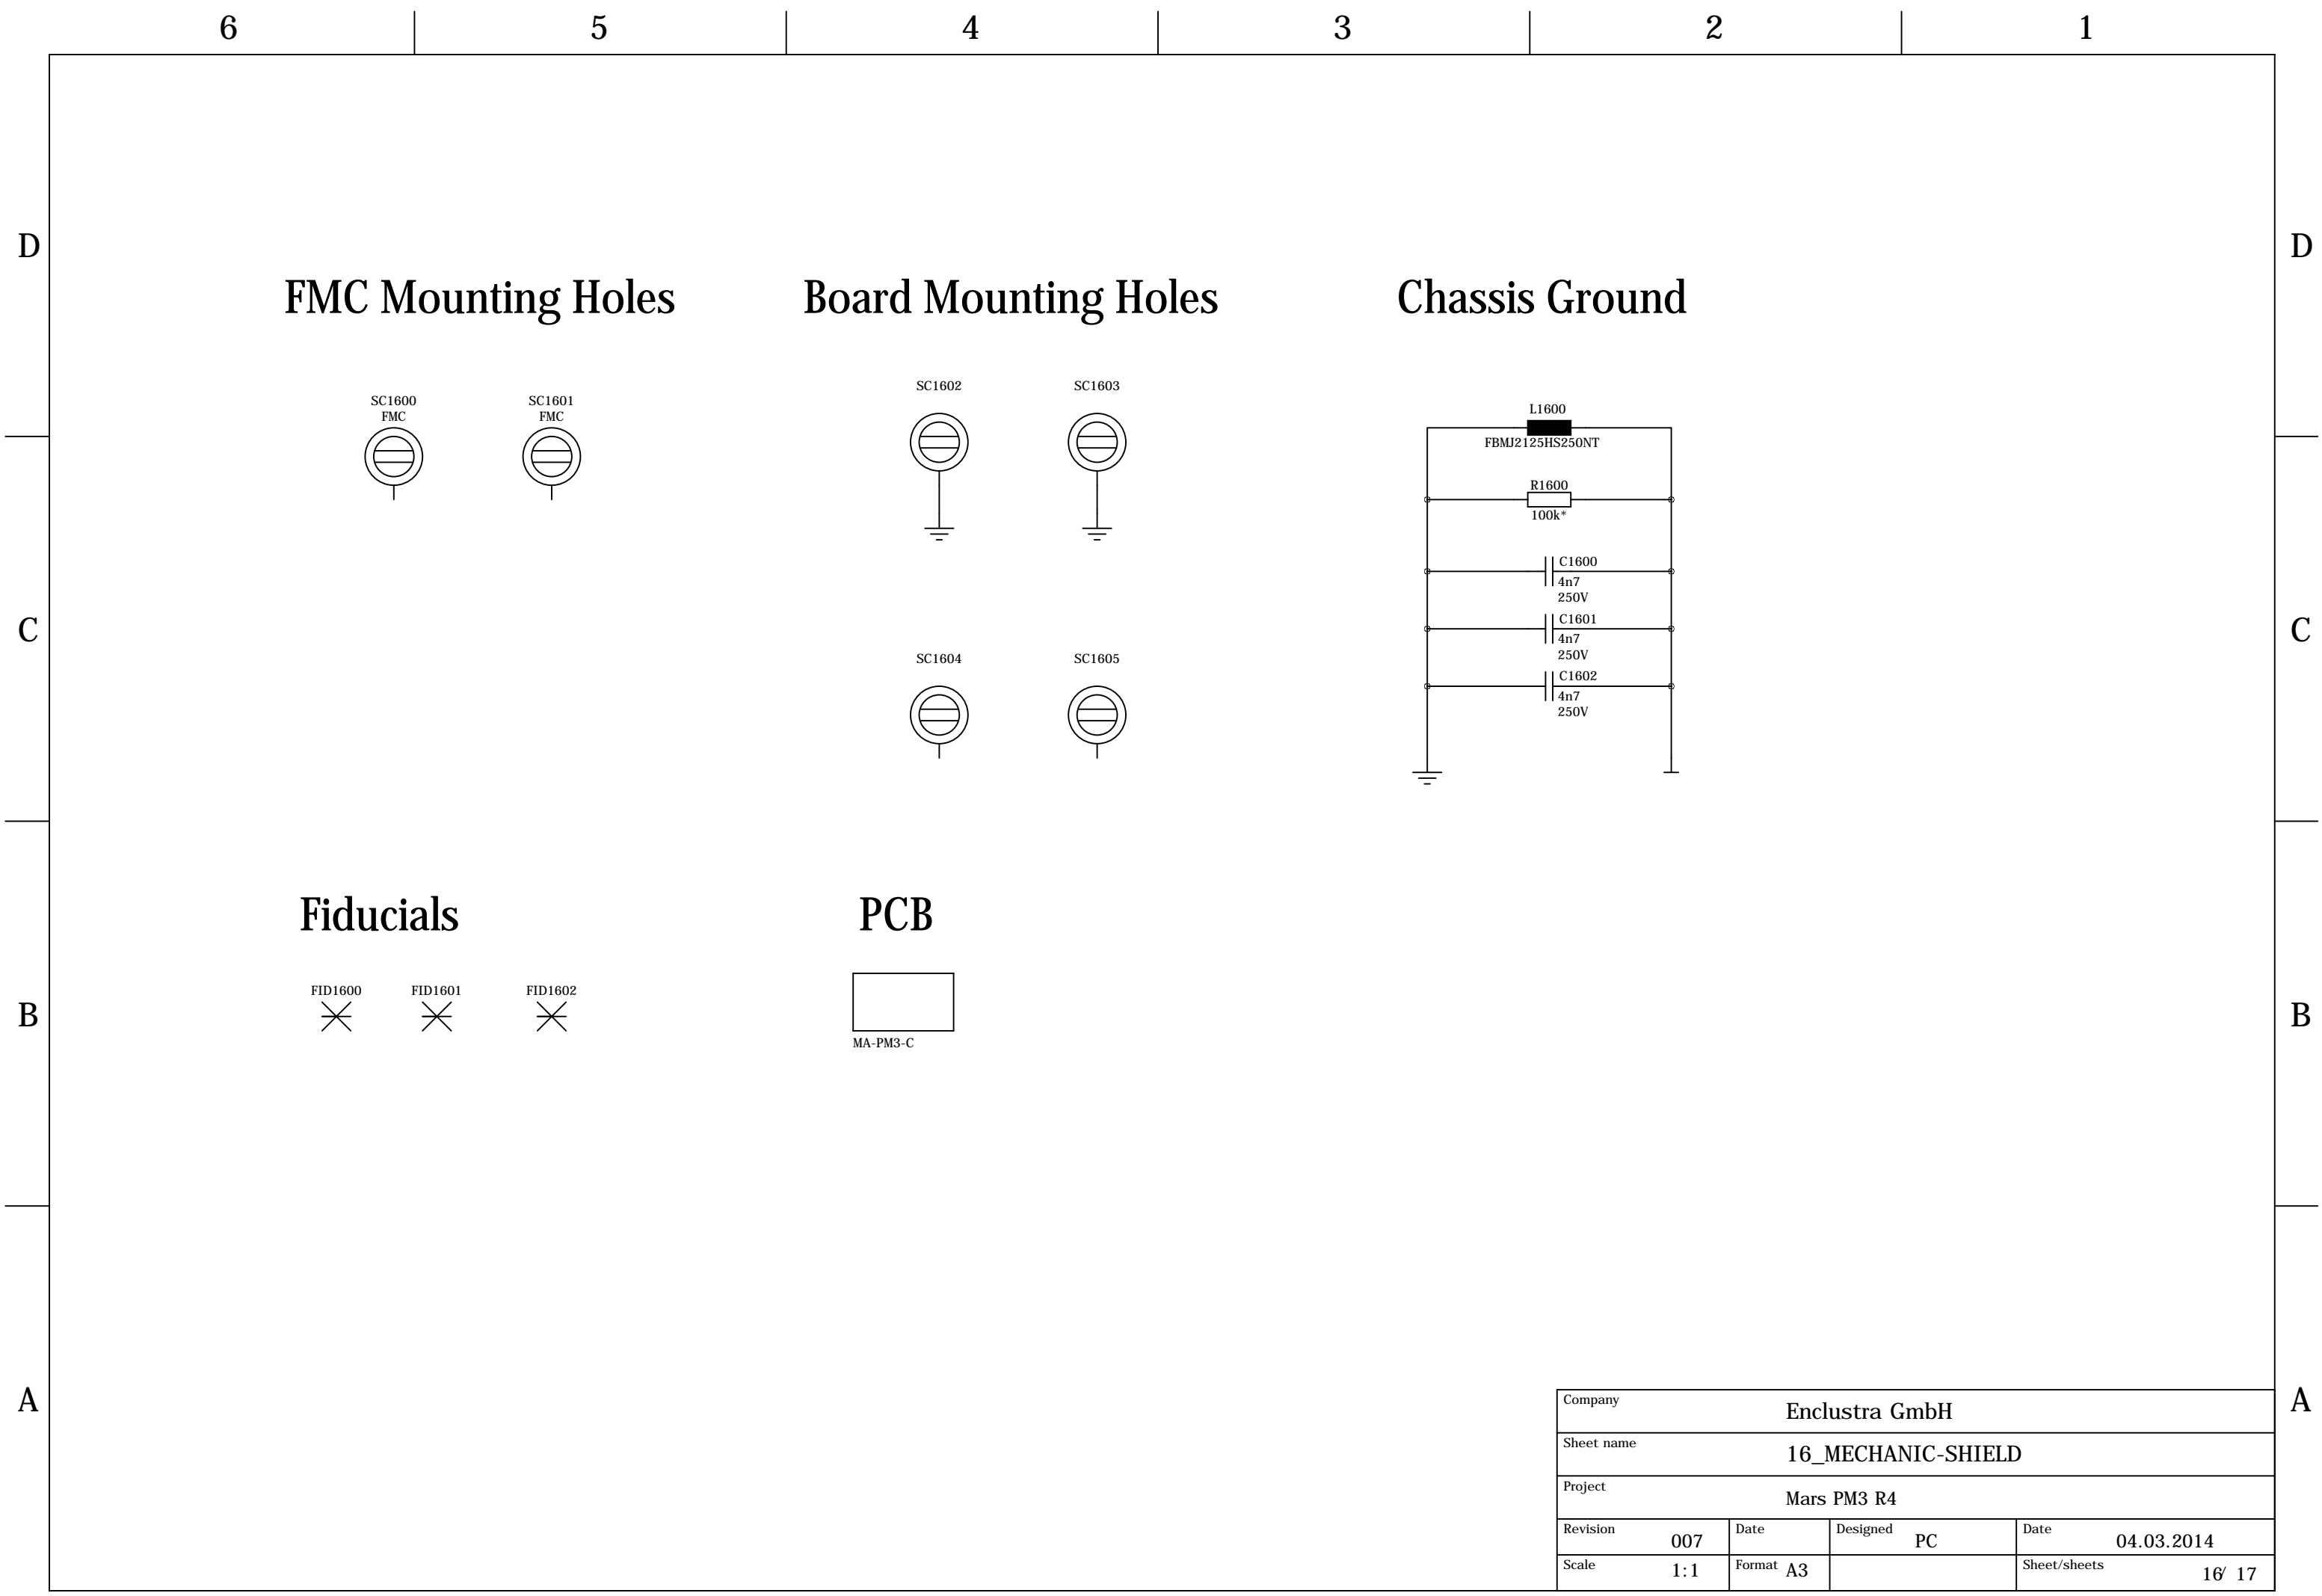 6 5 4 3 2 1
D D
FMC Mounting Holes Board Mounting Holes Chassis Ground
SC1602 SC1603
SC1600 SC1601
FMC FMC
L1600
FBMJ2125HS250NT
R1600
100k*
C1600
4n7
250V
C1601
4n7
250V
C C
SC1604 SC1605
C1602
4n7
250V
Fiducials PCB
FID1600 FID1601 FID1602
B B
MA-PM3-C
A A
Company
Enclustra GmbH
Sheet name
16_MECHANIC-SHIELD
Project
Mars PM3 R4
Revision 007 Date Designed PC Date 04.03.2014
Scale 1:1 Format A3 Sheet/sheets 16/ 17